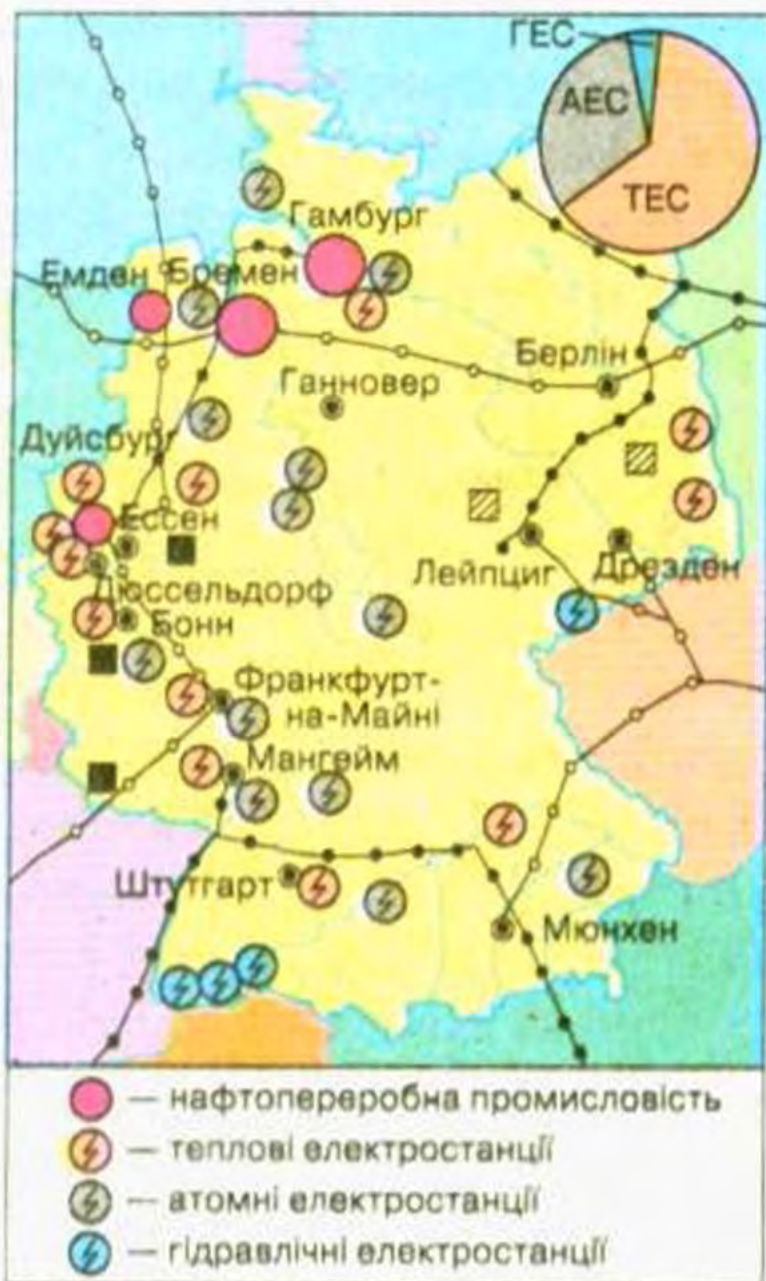 ГЕС
АЕС
ТЕС
Гамбург
Емден
Бремен
Берлін
Ганновер
Дуйсбург
Ессен
Лейпциг
Дрезден
Дюссельдорф
Бонн
Франкфурт-
на-Майні
Мангейм
Штутгарт
Мюнхен
— нафтопереробна промисловість
— теплові електростанції
— атомні електростанції
— гідравлічні електростанції